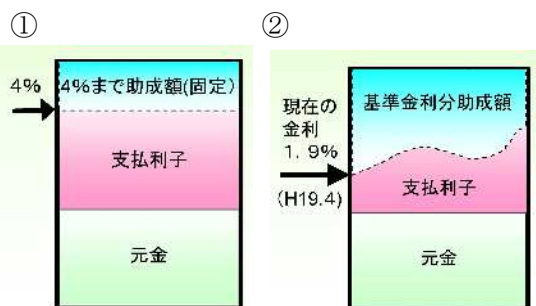 ①
4%
4%まで助成額(固定)
支払利子
元金
②
現在の
金利
1.9%
(H19.4)
基準金利分助成額
支払利子
元金